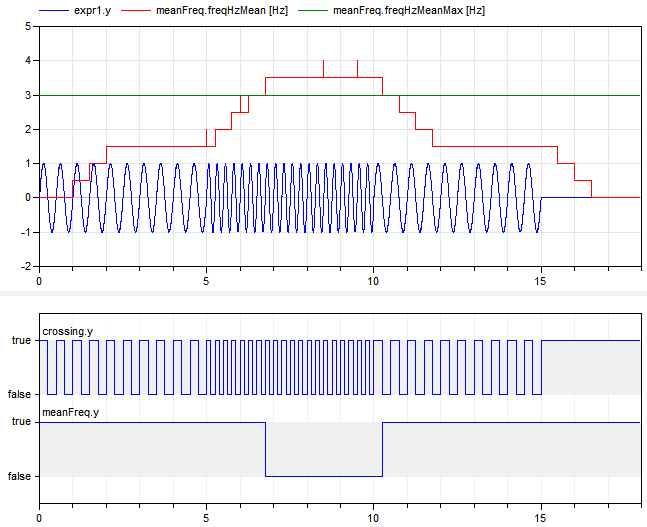 expr1.y meanFreq.freqHzMean [Hz] meanFreq.freqHzMeanMax [Hz]
5
4
3
2
1
0
-1
-2
0 5 10 15
crossing.y
true
false
meanFreq.y
true
false
0 5 10 15